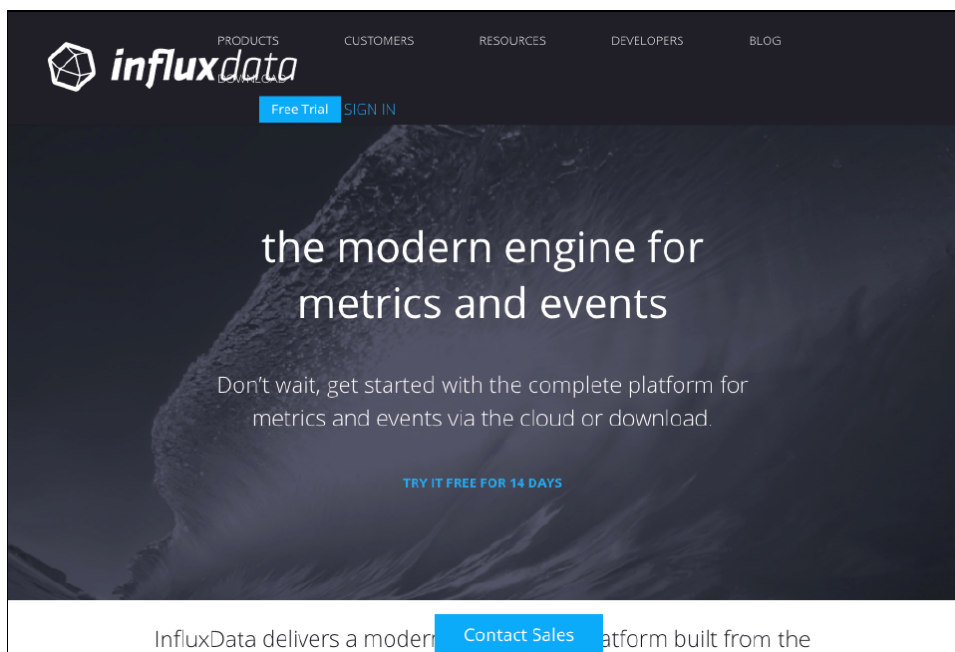 PRODUCTS CUSTOMERS RESOURCES DEVELOPERS BLOG
influxdata
DOWNLOAD
Free Trial SIGN IN
the modern engine for
metrics and events
Don't wait, get started with the complete platform for
metrics and events via the cloud or download.
TRY IT FREE FOR 14 DAYS
InfluxData delivers a modern
Contact Sales
built from the